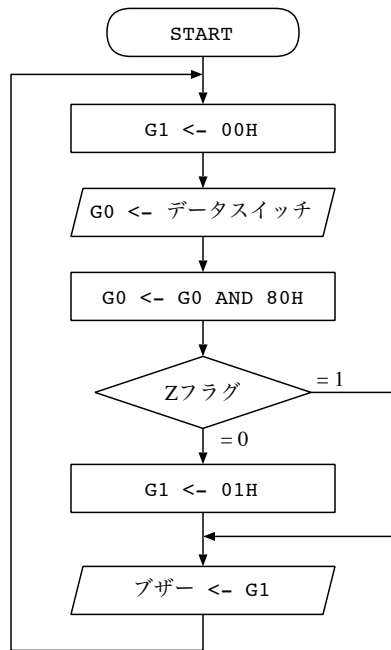 START
G1 <- 00H
G0 <- データスイッチ
G0 <- G0 AND 80H
Zフラグ
= 1
= 0
G1 <- 01H
ブザー <- G1